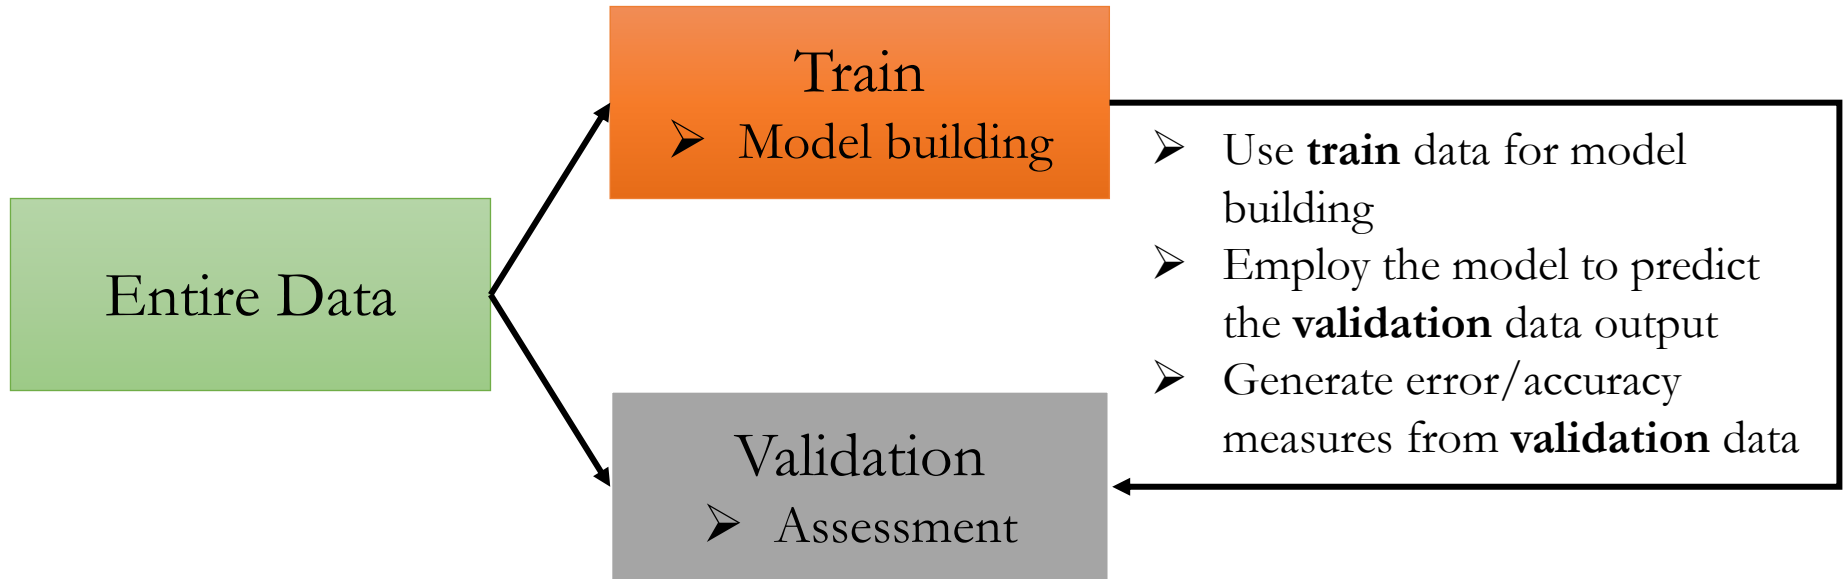 Train
➢ Model building
Entire Data
Validation
➢ Assessment
➢ Use train data for model
building
➢ Employ the model to predict
the validation data output
➢ Generate error/accuracy
measures from validation data